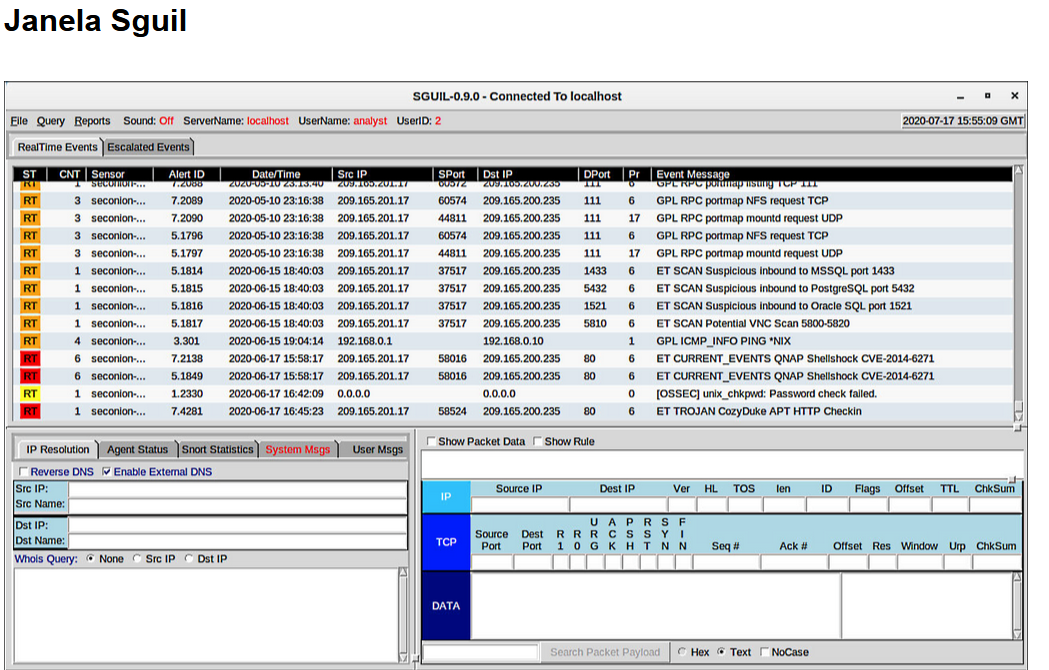 Janela Sguil
SGUIL-0.9.0 - Connected To localhost
File Query Reports Sound: Off ServerName: localhost UserName: analyst UserID: 2 2020-07-17 15:55:09 GMT
RealTime Events Escalated Events
ST CNT Sensor Alert ID Date/Time Src IP SPort Dst IP DPort Pr Event Message
RT 1 seconion-... 7.2088 2020-05-10 23:13:40 209.165.201.17 60572 209.165.200.235 111 6 GPL RPC portmap listing TCP 111
RT 3 seconion-... 7.2089 2020-05-10 23:16:38 209.165.201.17 60574 209.165.200.235 111 6 GPL RPC portmap NFS request TCP
RT 3 seconion-... 7.2090 2020-05-10 23:16:38 209.165.201.17 44811 209.165.200.235 111 17 GPL RPC portmap mountd request UDP
RT 3 seconion-... 5.1796 2020-05-10 23:16:38 209.165.201.17 60574 209.165.200.235 111 6 GPL RPC portmap NFS request TCP
RT 3 seconion-... 5.1797 2020-05-10 23:16:38 209.165.201.17 44811 209.165.200.235 111 17 GPL RPC portmap mountd request UDP
RT 1 seconion-... 5.1814 2020-06-15 18:40:03 209.165.201.17 37517 209.165.200.235 1433 6 ET SCAN Suspicious inbound to MSSQL port 1433
RT 1 seconion-... 5.1815 2020-06-15 18:40:03 209.165.201.17 37517 209.165.200.235 5432 6 ET SCAN Suspicious inbound to PostgreSQL port 5432
RT 1 seconion-... 5.1816 2020-06-15 18:40:03 209.165.201.17 37517 209.165.200.235 1521 6 ET SCAN Suspicious inbound to Oracle SQL port 1521
RT 1 seconion-... 5.1817 2020-06-15 18:40:03 209.165.201.17 37517 209.165.200.235 5810 6 ET SCAN Potential VNC Scan 5800-5820
RT 4 seconion-... 3.301 2020-06-15 19:04:14 192.168.0.1 192.168.0.10 1 GPL ICMP_INFO PING *NIX
RT 6 seconion-... 7.2138 2020-06-17 15:58:17 209.165.201.17 58016 209.165.200.235 80 6 ET CURRENT_EVENTS QNAP Shellshock CVE-2014-6271
RT 6 seconion-... 5.1849 2020-06-17 15:58:17 209.165.201.17 58016 209.165.200.235 80 6 ET CURRENT_EVENTS QNAP Shellshock CVE-2014-6271
RT 1 seconion-... 1.2330 2020-06-17 16:42:09 0.0.0.0 0.0.0.0 0 [OSSEC] unix_chkpwd: Password check failed.
RT 1 seconion-... 7.4281 2020-06-17 16:45:23 209.165.201.17 58524 209.165.200.235 80 6 ET TROJAN CozyDuke APT HTTP Checkin
IP Resolution Agent Status Snort Statistics System Msgs User Msgs
Reverse DNS Enable External DNS
Src IP:
Src Name:
Dst IP:
Dst Name:
Whois Query: None Src IP Dst IP
Show Packet Data Show Rule
IP Source IP Dest IP Ver HL TOS len ID Flags Offset TTL ChkSum
TCP Source Port Dest Port R1 R0 URG ACK PSH RST SYN FIN Seq # Ack # Offset Res Window Urp ChkSum
DATA
Search Packet Payload Hex Text NoCase